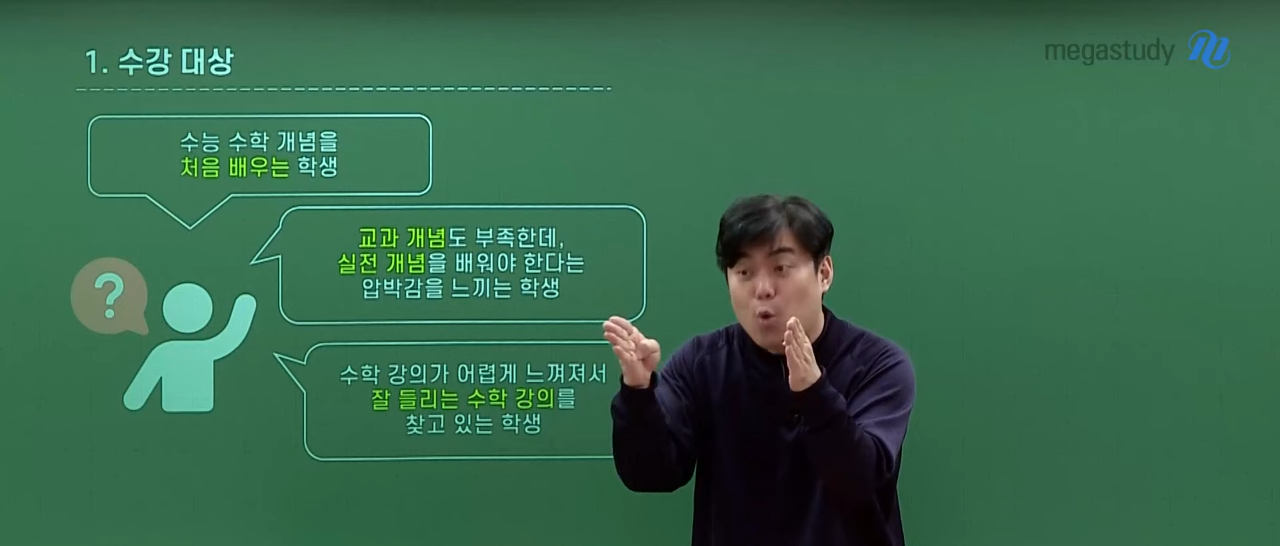 1. 수강 대상
megastudy
수능 수학 개념을
처음 배우는 학생
교과 개념도 부족한데,
실전 개념을 배워야 한다는
압박감을 느끼는 학생
?
수학 강의가 어렵게 느껴져서
잘 들리는 수학 강의를
찾고 있는 학생